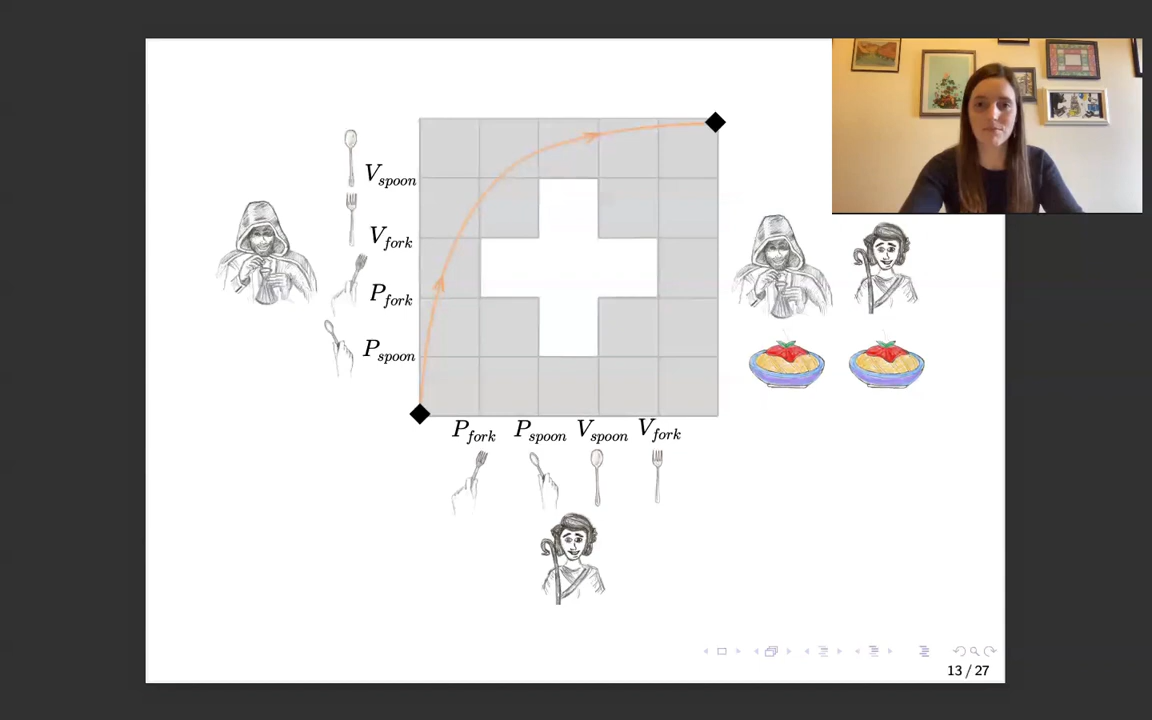 V_spoon
V_fork
P_fork
P_spoon
P_fork P_spoon V_spoon V_fork
13 / 27